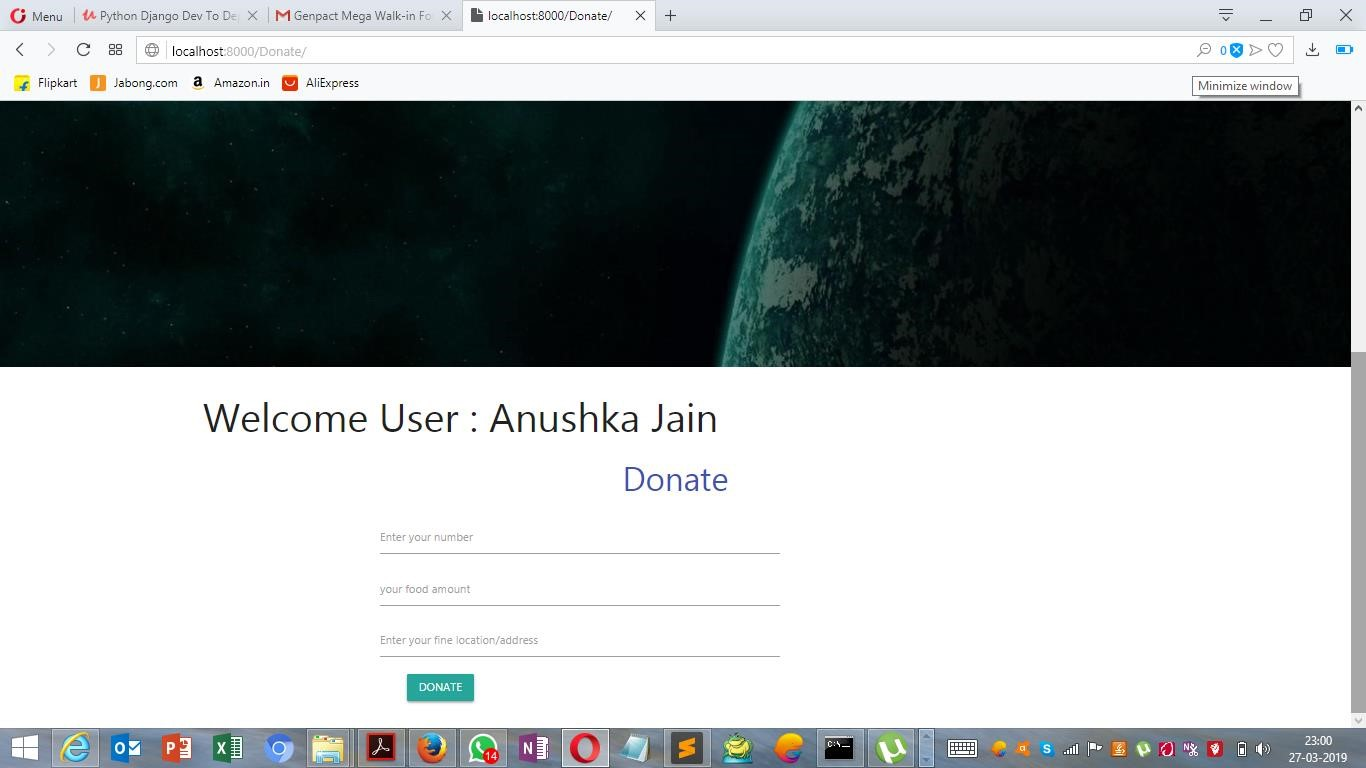 Menu
Python Django Dev To De
Genpact Mega Walk-in Fo
localhost:8000/Donate/
localhost:8000/Donate/
0
Flipkart
Jabong.com
Amazon.in
AliExpress
Minimize window
Welcome User : Anushka Jain
Donate
Enter your number
your food amount
Enter your fine location/address
DONATE
14
23:00
27-03-2019